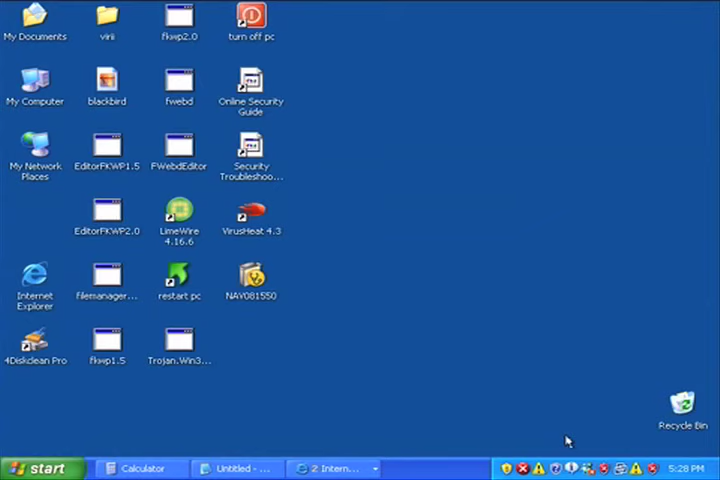 My Documents
virii
fkwp2.0
turn off pc
My Computer
blackbird
fwebd
Online Security
Guide
My Network
Places
EditorFKWP1.5
FWebdEditor
Security
Troubleshoo...
EditorFKWP2.0
LimeWire
4.16.6
VirusHeat 4.3
Internet
Explorer
filemanager...
restart pc
NAV081550
4Diskclean Pro
fkwp1.5
Trojan.Win3...
Recycle Bin
start
Calculator
Untitled - ...
2 Intern...
5:28 PM